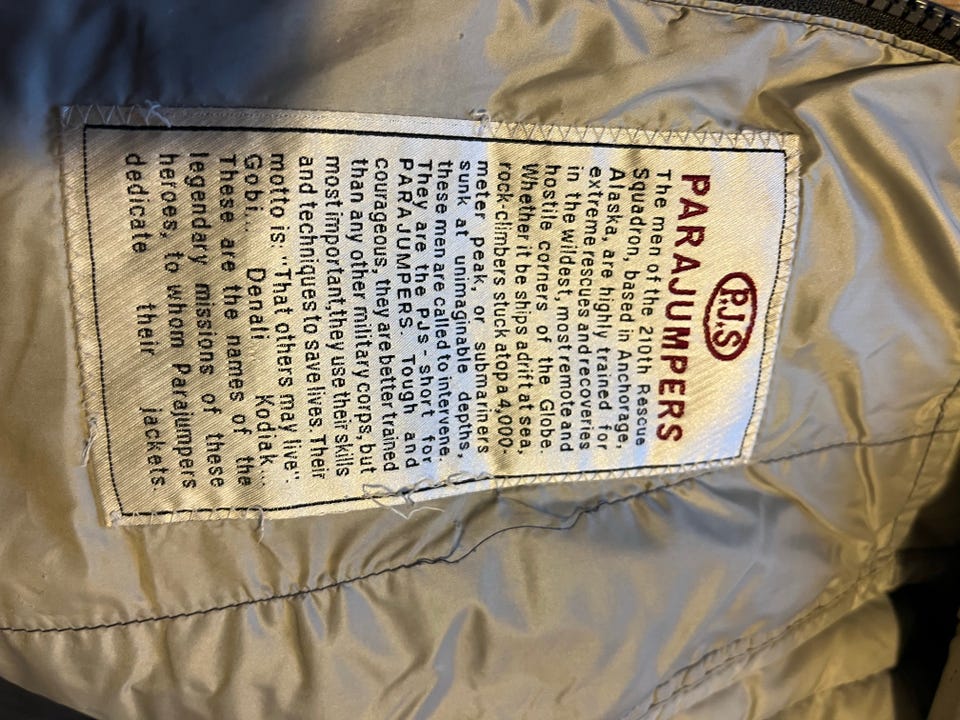 P.J.S
PARAJUMPERS
The men of the 210th Rescue
Squadron, based in Anchorage,
Alaska, are highly trained for
extreme rescues and recoveries
in the wildest, most remote and
hostile corners of the Globe.
Whether it be ships adrift at sea,
rock-climbers stuck atop a 4,000-
meter peak, or submariners
sunk at unimaginable depths,
these men are called to intervene.
They are the PJs - short for
PARAJUMPERS. Tough and
courageous, they are better trained
than any other military corps, but
most important, they use their skills
and techniques to save lives. Their
motto is: "That others may live".
Gobi... Denali Kodiak...
These are the names of the
legendary missions of these
heroes, to whom Parajumpers
dedicate their jackets.